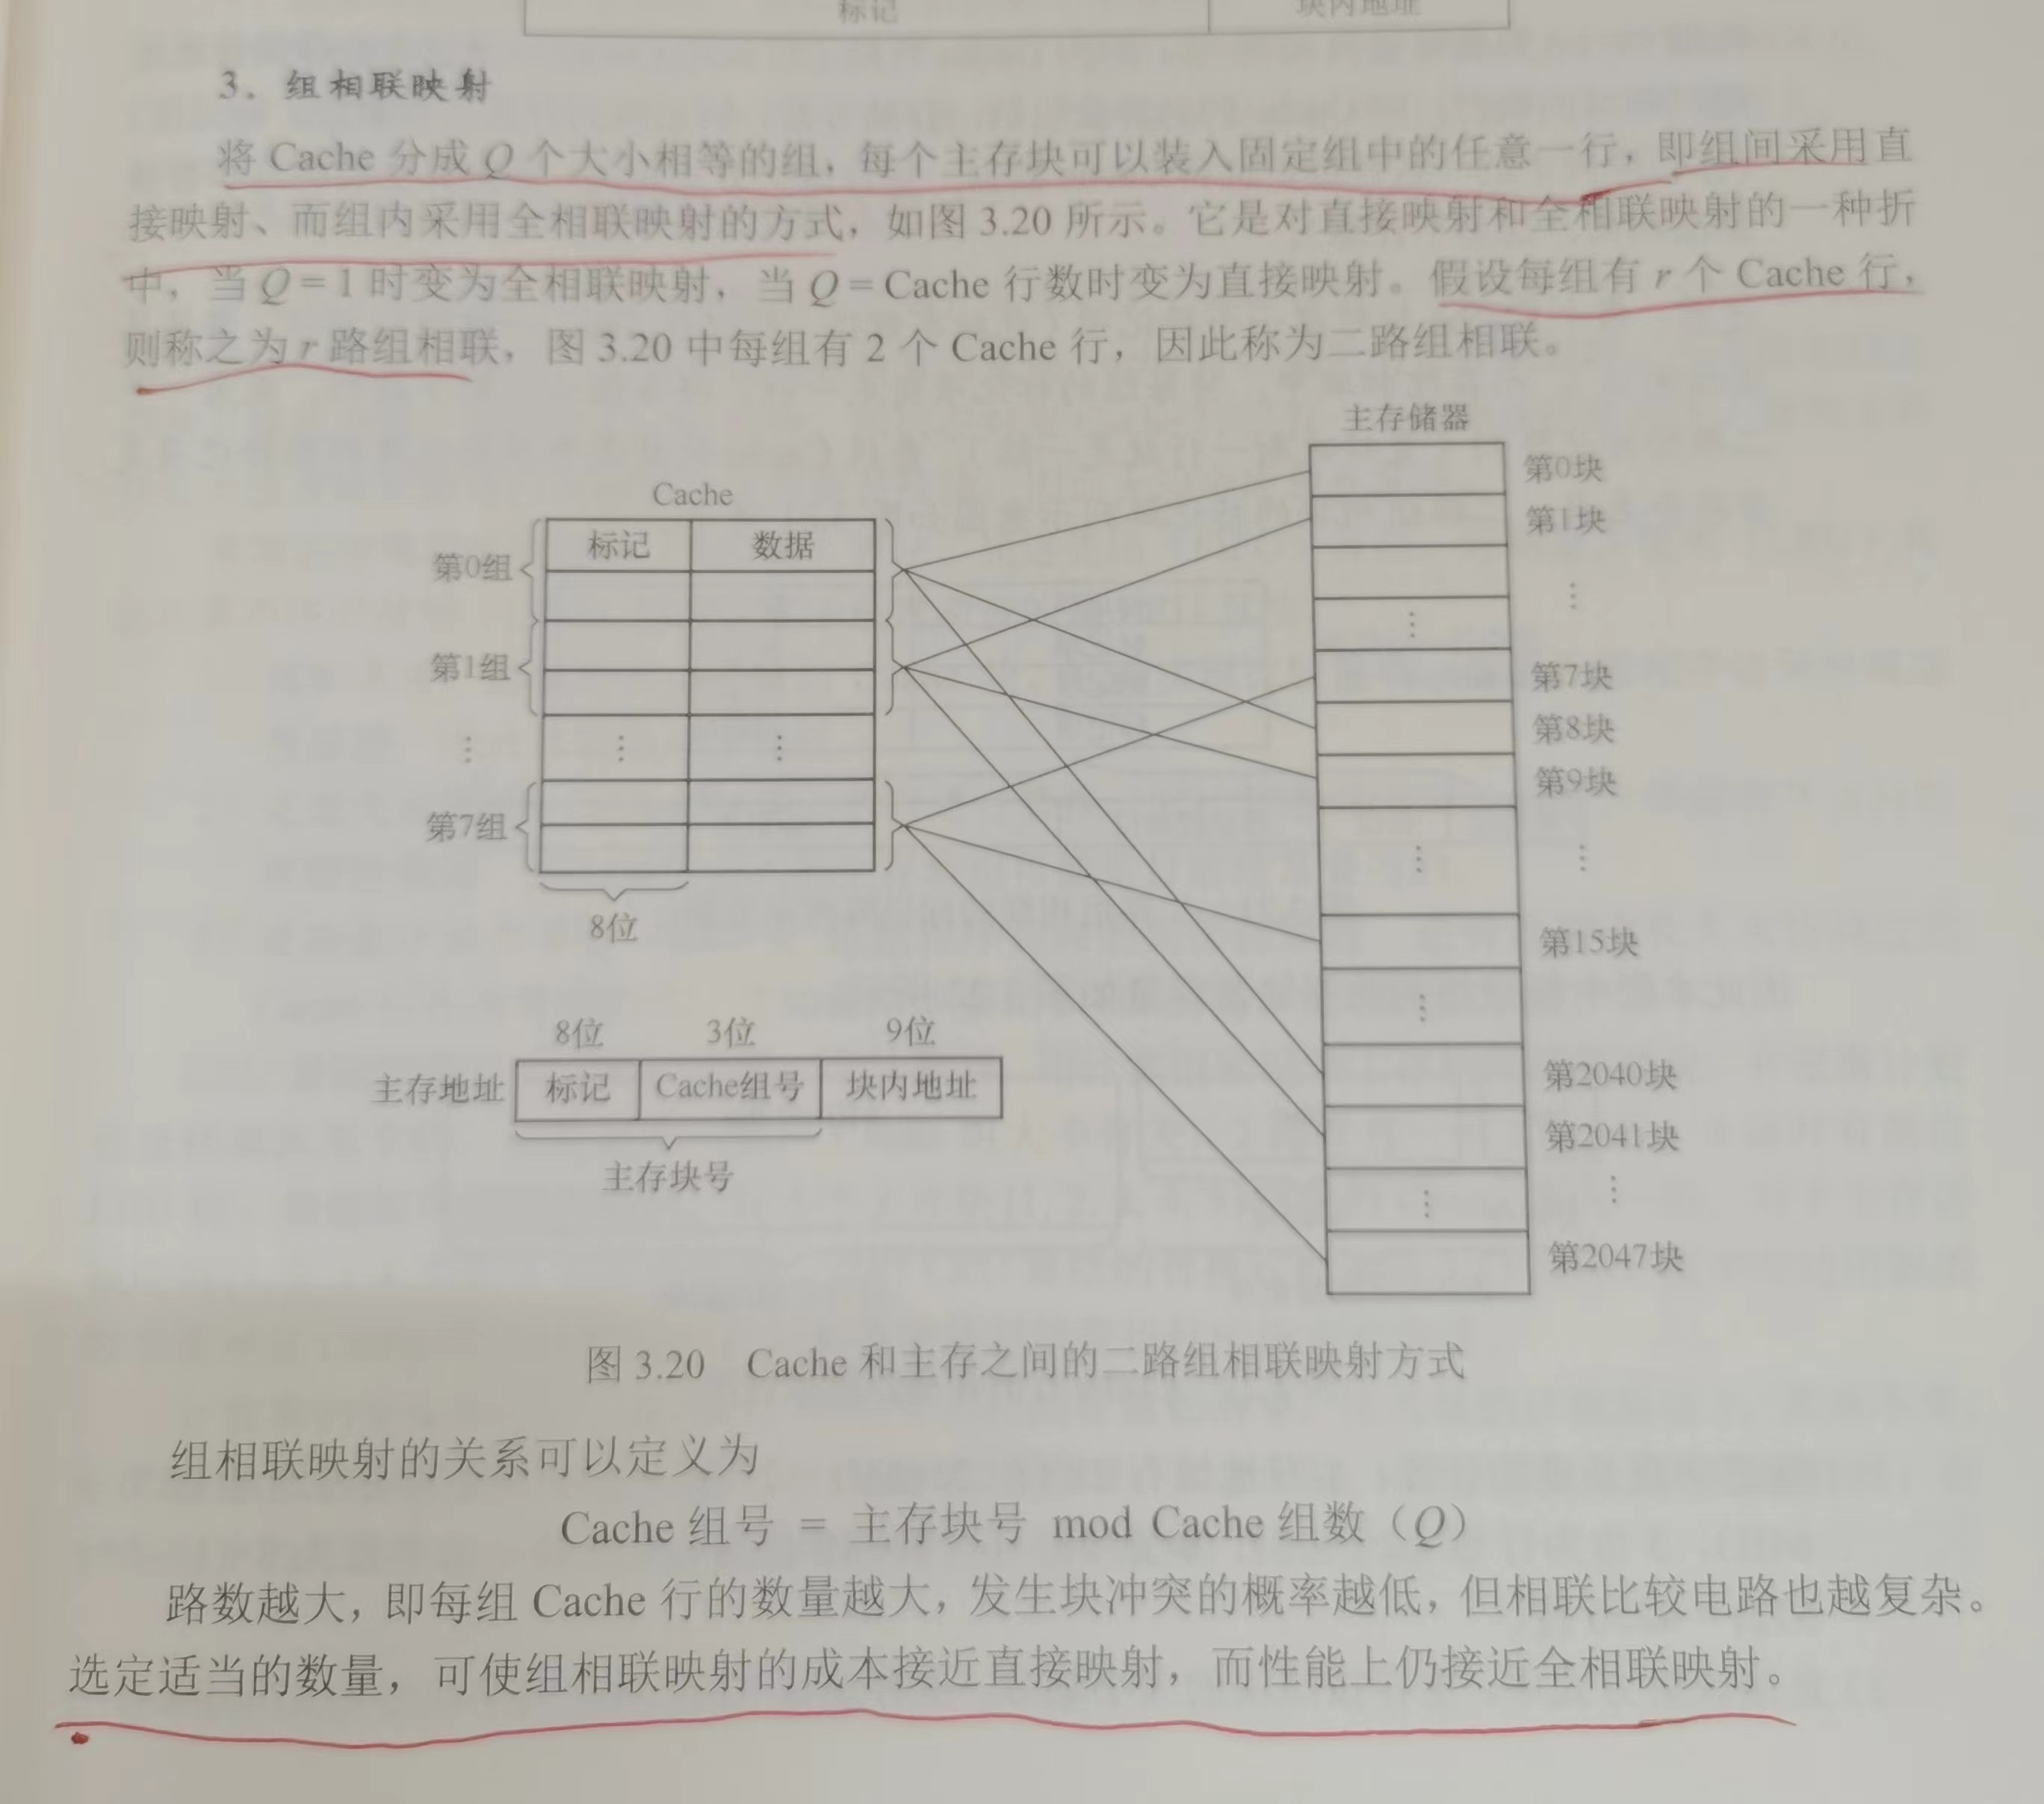 标记 块内地址
3. 组相联映射
将 Cache 分成 Q 个大小相等的组，每个主存块可以装入固定组中的任意一行，即组间采用直
接映射、而组内采用全相联映射的方式，如图 3.20 所示。它是对直接映射和全相联映射的一种折
中，当 Q = 1 时变为全相联映射，当 Q = Cache 行数时变为直接映射。假设每组有 r 个 Cache 行，
则称之为 r 路组相联，图 3.20 中每组有 2 个 Cache 行，因此称为二路组相联。
Cache
标记 数据
第0组
第1组
⋮ ⋮ ⋮
第7组
8位
主存储器
第0块
第1块
⋮ ⋮
第7块
第8块
第9块
⋮ ⋮
第15块
⋮
第2040块
第2041块
⋮ ⋮
第2047块
8位 3位 9位
主存地址 标记 Cache组号 块内地址
主存块号
图 3.20 Cache 和主存之间的二路组相联映射方式
组相联映射的关系可以定义为
Cache 组号 = 主存块号 mod Cache 组数（Q）
路数越大，即每组 Cache 行的数量越大，发生块冲突的概率越低，但相联比较电路也越复杂。
选定适当的数量，可使组相联映射的成本接近直接映射，而性能上仍接近全相联映射。